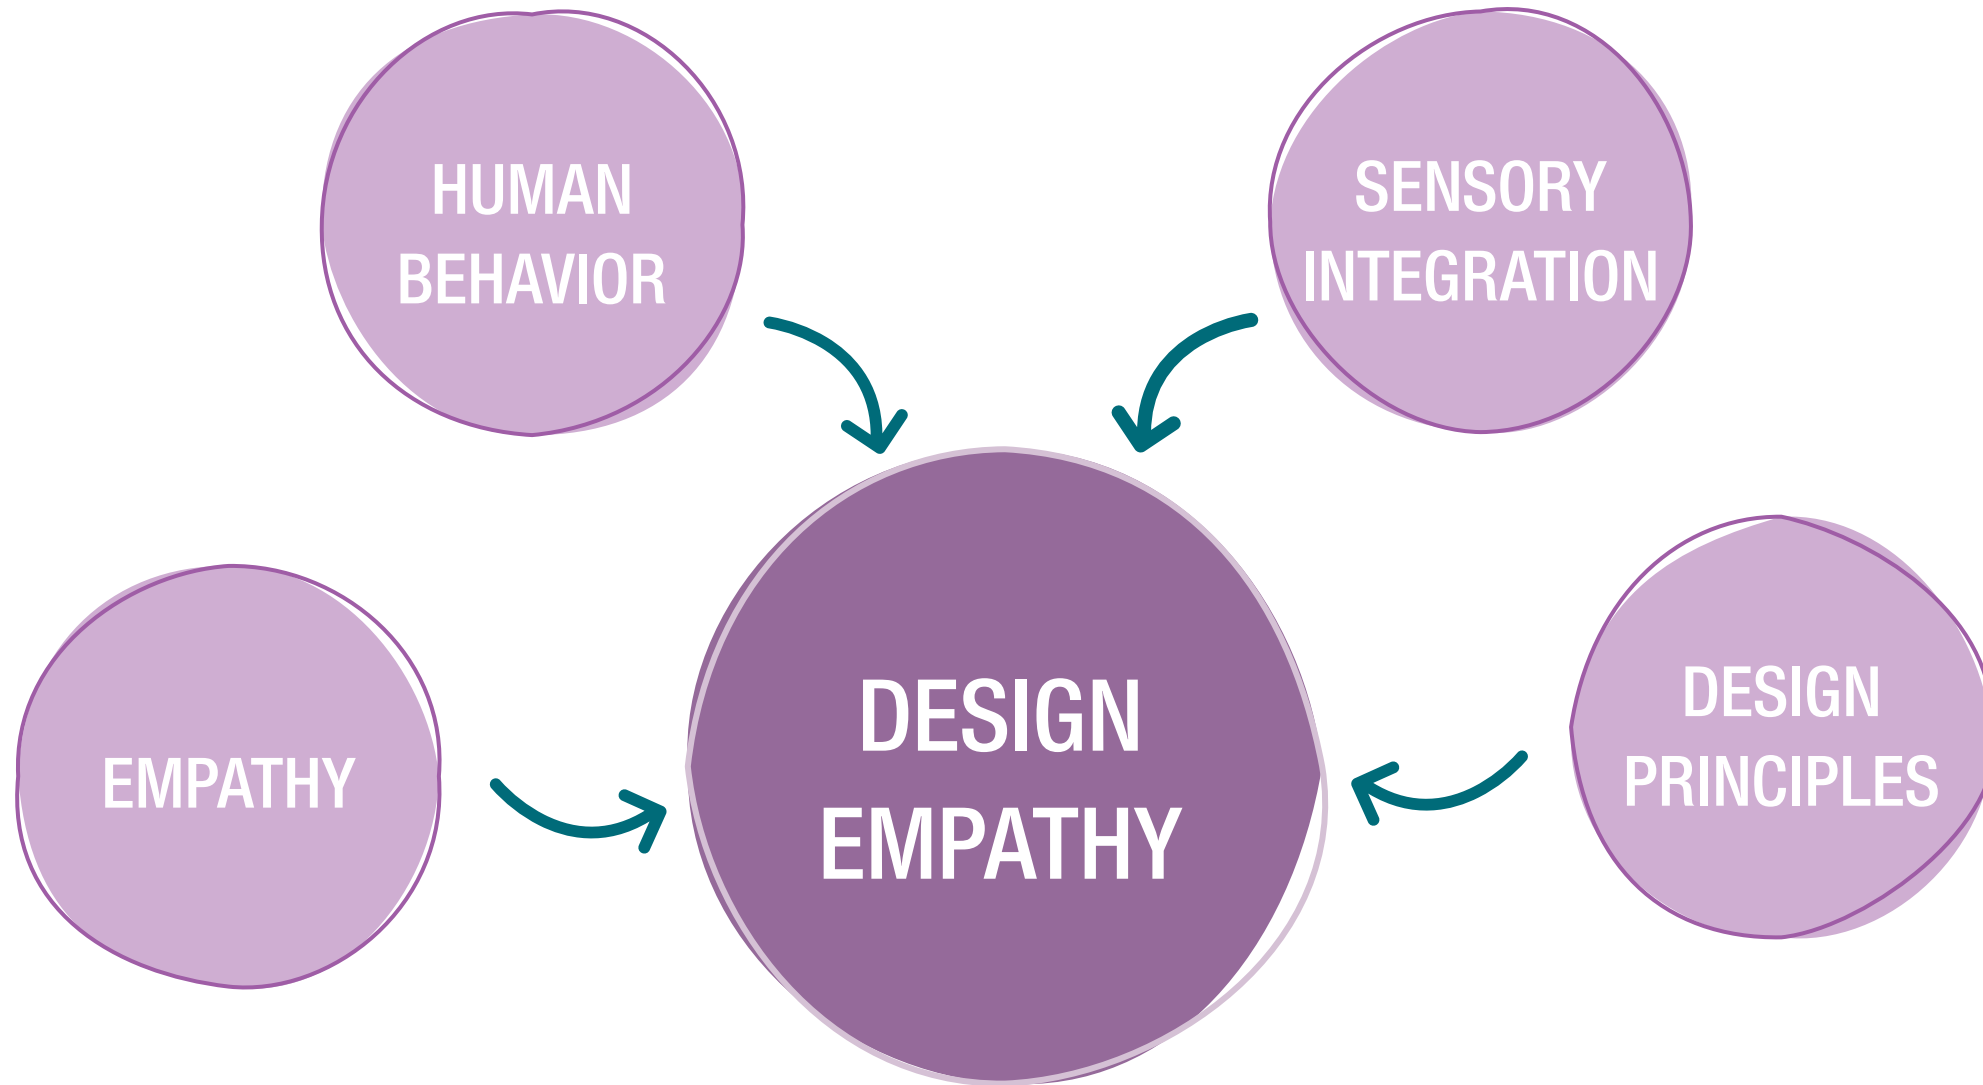 HUMAN
BEHAVIOR
SENSORY
INTEGRATION
EMPATHY
DESIGN
EMPATHY
DESIGN
PRINCIPLES